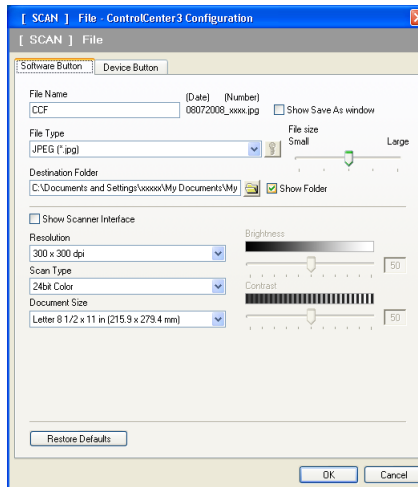 [ SCAN ] File - ControlCenter3 Configuration
[ SCAN ] File
Software Button Device Button
File Name (Date) (Number)
CCF 08072008_xxxx.jpg Show Save As window
File Type File size
Small Large
JPEG (*.jpg)
Destination Folder
C:\Documents and Settings\xxxxx\My Documents\My Show Folder
Show Scanner Interface
Resolution Brightness
300 x 300 dpi
50
Scan Type
24bit Color Contrast
Document Size
Letter 8 1/2 x 11 in (215.9 x 279.4 mm) 50
Restore Defaults
OK Cancel